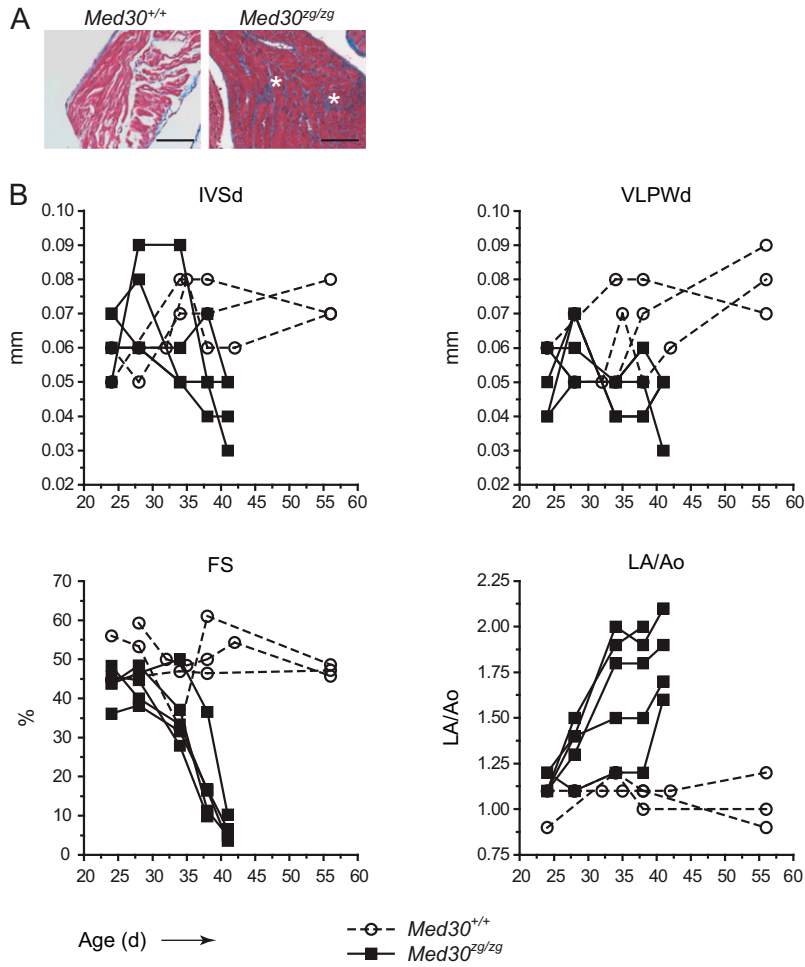 A
Med30+/+
Med30zg/zg
*
*
B
IVSd
0.10
0.09
0.08
0.07
0.06
0.05
0.04
0.03
0.02
mm
20 25 30 35 40 45 50 55 60
VLPWd
0.10
0.09
0.08
0.07
0.06
0.05
0.04
0.03
0.02
mm
20 25 30 35 40 45 50 55 60
FS
70
60
50
40
30
20
10
0
%
20 25 30 35 40 45 50 55 60
LA/Ao
2.25
2.00
1.75
1.50
1.25
1.00
0.75
LA/Ao
20 25 30 35 40 45 50 55 60
Age (d)
Med30+/+
Med30zg/zg